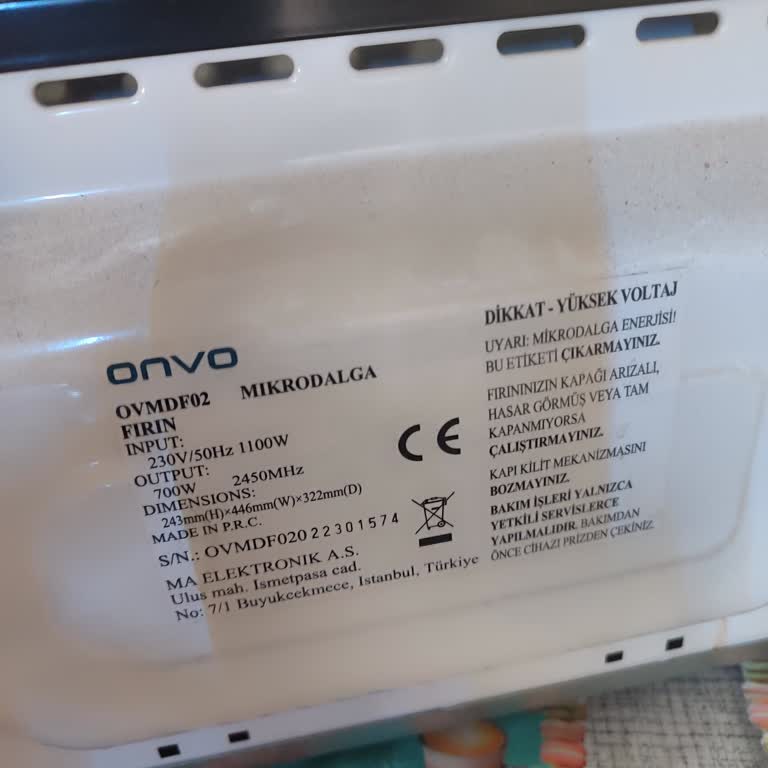 onvo
OVMDF02 MIKRODALGA
FIRIN
INPUT:
230V/50Hz 1100W
OUTPUT:
700W 2450MHz
DIMENSIONS:
243mm(H)×446mm(W)×322mm(D)
MADE IN P.R.C.
S/N.: OVMDF020 22301574
MA ELEKTRONIK A.S.
Ulus mah. Ismetpasa cad.
No: 7/1 Buyukcekmece, Istanbul, Türkiye
CE
DİKKAT - YÜKSEK VOLTAJ
UYARI: MİKRODALGA ENERJİSİ!
BU ETİKETİ ÇIKARMAYINIZ.
FIRININIZIN KAPAĞI ARIZALI,
HASAR GÖRMÜŞ VEYA TAM
KAPANMIYORSA
ÇALIŞTIRMAYINIZ.
KAPI KİLİT MEKANİZMASINI
BOZMAYINIZ.
BAKIM İŞLERİ YALNIZCA
YETKİLİ SERVİSLERCE
YAPILMALIDIR. BAKIMDAN
ÖNCE CİHAZI PRİZDEN ÇEKİNİZ.